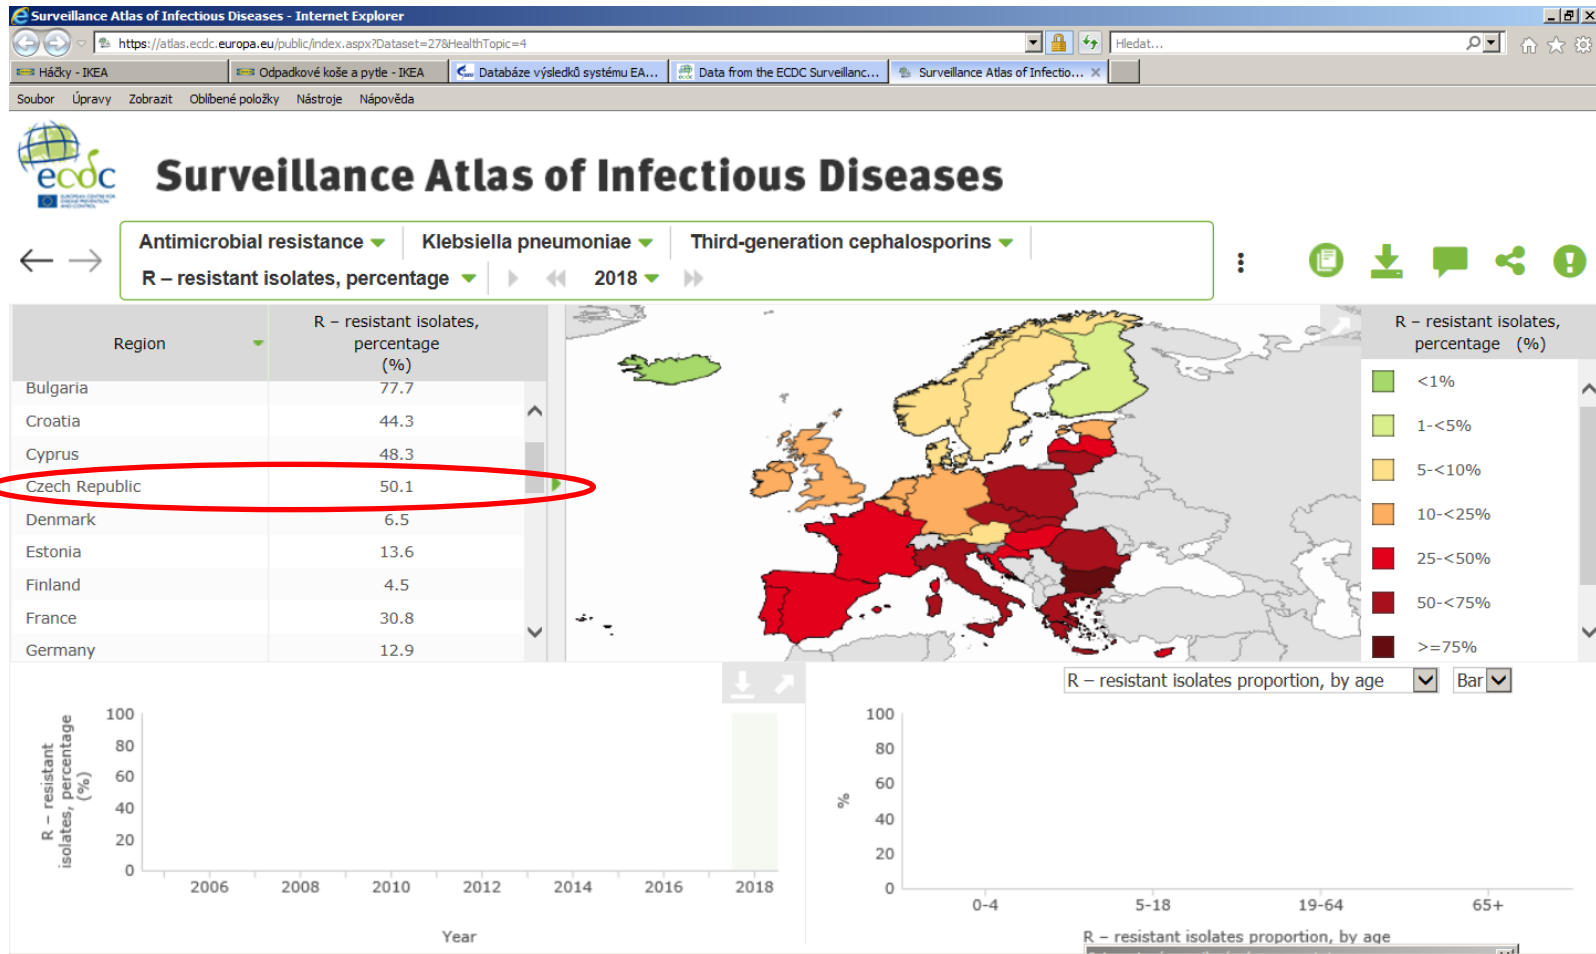 Surveillance Atlas of Infectious Diseases - Internet Explorer
https://atlas.ecdc.europa.eu/public/index.aspx?Dataset=27&HealthTopic=4
Hledat...
Háčky - IKEA
Odpadkové koše a pytle - IKEA
Databáze výsledků systému EA...
Data from the ECDC Surveillanc...
Surveillance Atlas of Infectio...
Soubor Úpravy Zobrazit Oblíbené položky Nástroje Nápověda
ecdc
EUROPEAN CENTRE FOR
DISEASE PREVENTION
AND CONTROL
Surveillance Atlas of Infectious Diseases
Antimicrobial resistance Klebsiella pneumoniae Third-generation cephalosporins
R – resistant isolates, percentage 2018
Region
R – resistant isolates,
percentage
(%)
Bulgaria 77.7
Croatia 44.3
Cyprus 48.3
Czech Republic 50.1
Denmark 6.5
Estonia 13.6
Finland 4.5
France 30.8
Germany 12.9
R – resistant isolates,
percentage (%)
<1%
1-<5%
5-<10%
10-<25%
25-<50%
50-<75%
>=75%
R – resistant
isolates, percentage
(%)
100
80
60
40
20
0
2006 2008 2010 2012 2014 2016 2018
Year
R – resistant isolates proportion, by age Bar
%
100
80
60
40
20
0
0-4 5-18 19-64 65+
R – resistant isolates proportion, by age